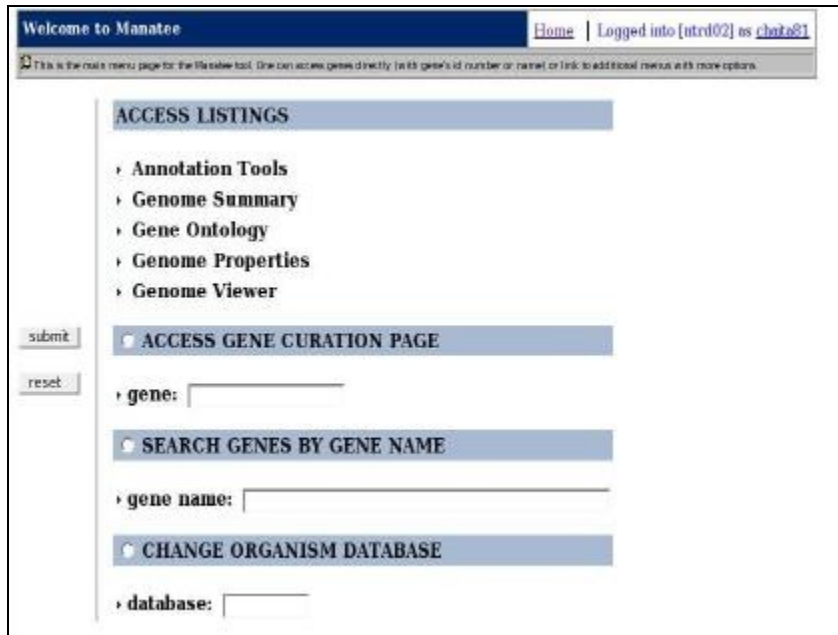 Welcome to Manatee
Home | Logged into [ntrd02] as chuita81
This is the main menu page for the Manatee tool. One can access genes directly (with gene's id number or name) or link to additional menus with more options.
ACCESS LISTINGS
Annotation Tools
Genome Summary
Gene Ontology
Genome Properties
Genome Viewer
submit
ACCESS GENE CURATION PAGE
reset
gene:
SEARCH GENES BY GENE NAME
gene name:
CHANGE ORGANISM DATABASE
database: